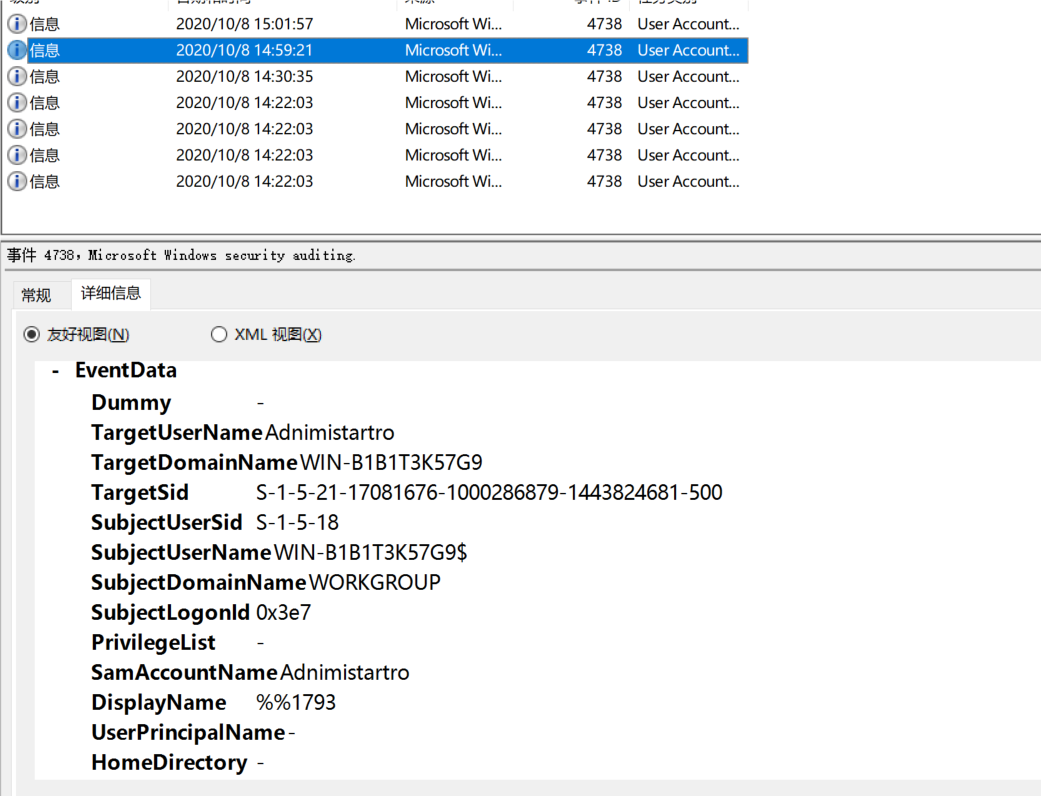 信息 2020/10/8 15:01:57 Microsoft Wi... 4738 User Account...
信息 2020/10/8 14:59:21 Microsoft Wi... 4738 User Account...
信息 2020/10/8 14:30:35 Microsoft Wi... 4738 User Account...
信息 2020/10/8 14:22:03 Microsoft Wi... 4738 User Account...
信息 2020/10/8 14:22:03 Microsoft Wi... 4738 User Account...
信息 2020/10/8 14:22:03 Microsoft Wi... 4738 User Account...
信息 2020/10/8 14:22:03 Microsoft Wi... 4738 User Account...
事件 4738，Microsoft Windows security auditing.
常规 详细信息
友好视图(N) XML 视图(X)
- EventData
Dummy -
TargetUserName Adnimistartro
TargetDomainName WIN-B1B1T3K57G9
TargetSid S-1-5-21-17081676-1000286879-1443824681-500
SubjectUserSid S-1-5-18
SubjectUserName WIN-B1B1T3K57G9$
SubjectDomainName WORKGROUP
SubjectLogonId 0x3e7
PrivilegeList -
SamAccountName Adnimistartro
DisplayName %%1793
UserPrincipalName -
HomeDirectory -